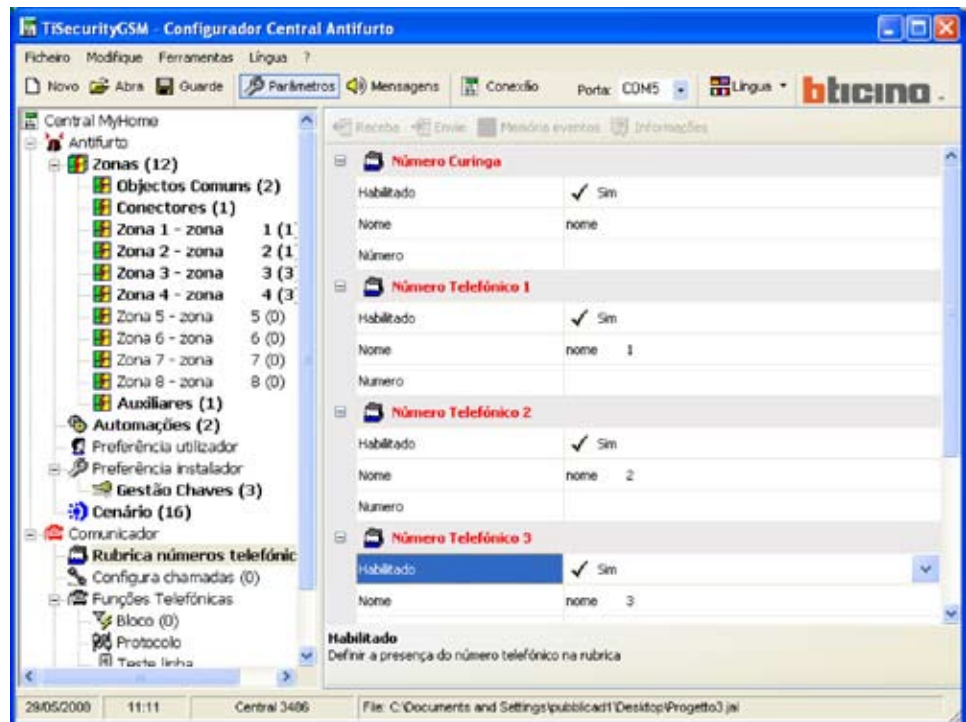 TiSecurityGSM - Configurador Central Antifurto
Ficheiro Modifique Ferramentas Língua ?
Novo Abra Guarde Parâmetros Mensagens Conexão Porta: COM5 Língua bticino
Central MyHome
Antifurto
Zonas (12)
Objectos Comuns (2)
Conectores (1)
Zona 1 - zona 1 (1)
Zona 2 - zona 2 (1
Zona 3 - zona 3 (3
Zona 4 - zona 4 (3
Zona 5 - zona 5 (0)
Zona 6 - zona 6 (0)
Zona 7 - zona 7 (0)
Zona 8 - zona 8 (0)
Auxiliares (1)
Automações (2)
Preferência utilizador
Preferência instalador
Gestão Chaves (3)
Cenário (16)
Comunicador
Rubrica números telefónic
Configura chamadas (0)
Funções Telefónicas
Bloco (0)
Protocolo
Teste linha
Receba Envie Memória eventos Informações
Número Curinga
Habilitado Sim
Nome nome
Número
Número Telefónico 1
Habilitado Sim
Nome nome 1
Numero
Número Telefónico 2
Habilitado Sim
Nome nome 2
Numero
Número Telefónico 3
Habilitado Sim
Nome nome 3
Habilitado
Definir a presença do número telefónico na rubrica
29/05/2008 11:11 Central 3486 File: C:\Documents and Settings\pubblicad1\Desktop\Progetto3.jai